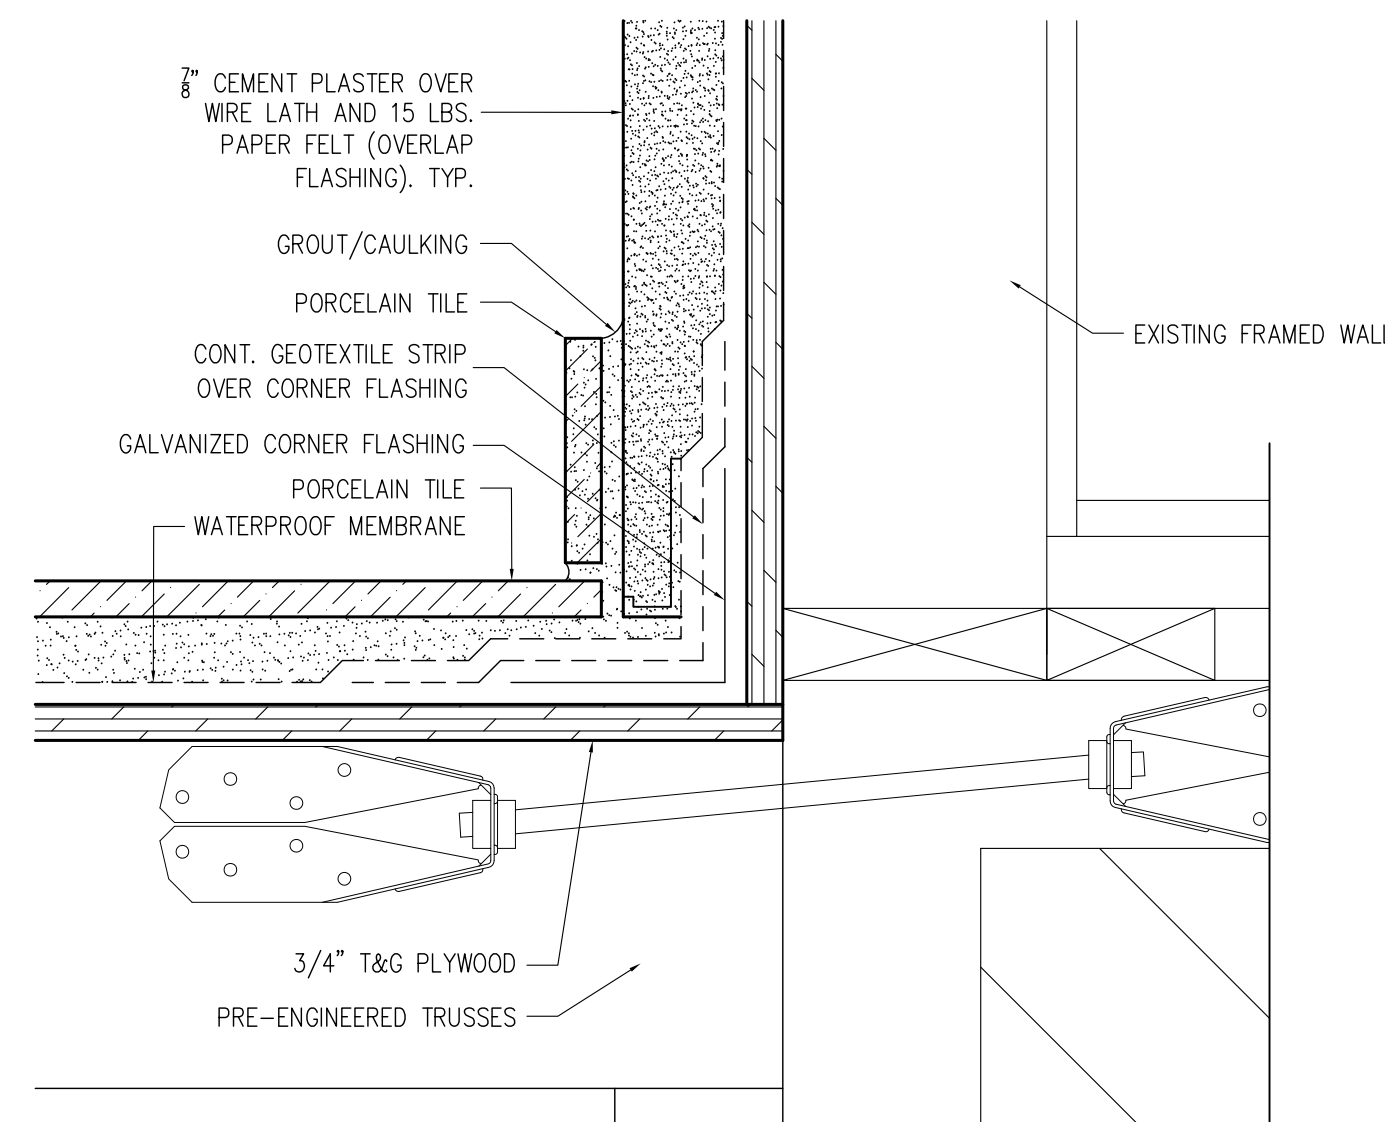 ⅞" CEMENT PLASTER OVER
WIRE LATH AND 15 LBS.
PAPER FELT (OVERLAP
FLASHING). TYP.
GROUT/CAULKING
PORCELAIN TILE
CONT. GEOTEXTILE STRIP
OVER CORNER FLASHING
GALVANIZED CORNER FLASHING
PORCELAIN TILE
WATERPROOF MEMBRANE
EXISTING FRAMED WALL
3/4" T&G PLYWOOD
PRE-ENGINEERED TRUSSES